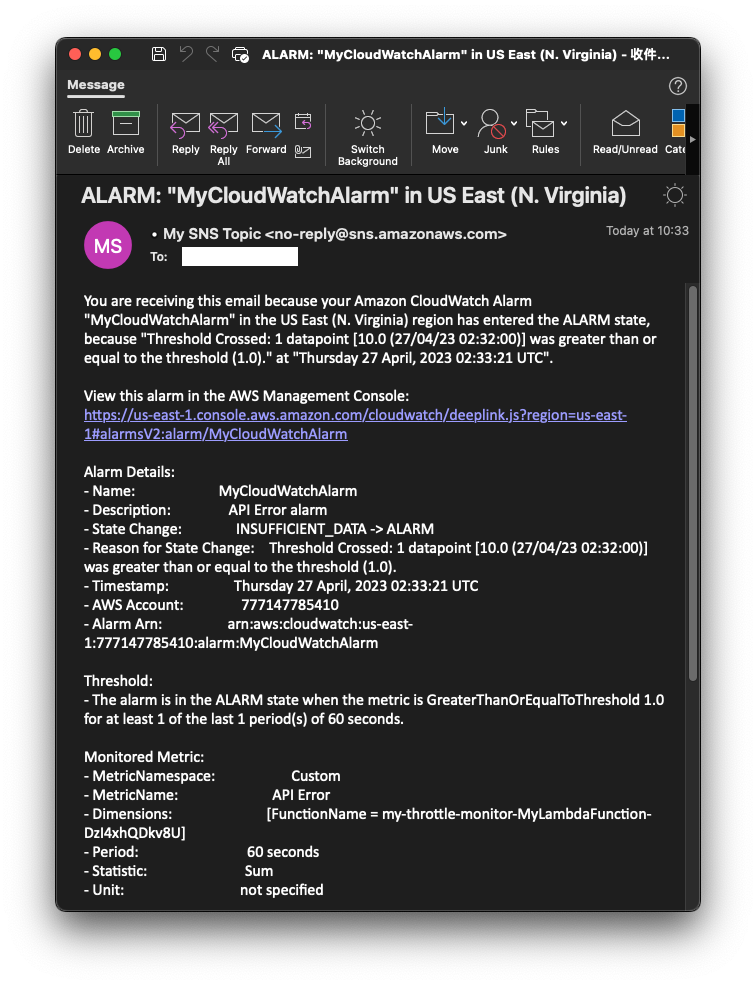 ALARM: "MyCloudWatchAlarm" in US East (N. Virginia) - 收件...
Message
Delete
Archive
Reply
Reply
All
Forward
Switch
Background
Move
Junk
Rules
Read/Unread
Cate
ALARM: "MyCloudWatchAlarm" in US East (N. Virginia)
MS
• My SNS Topic <no-reply@sns.amazonaws.com>
Today at 10:33
To:
You are receiving this email because your Amazon CloudWatch Alarm
"MyCloudWatchAlarm" in the US East (N. Virginia) region has entered the ALARM state,
because "Threshold Crossed: 1 datapoint [10.0 (27/04/23 02:32:00)] was greater than or
equal to the threshold (1.0)." at "Thursday 27 April, 2023 02:33:21 UTC".
View this alarm in the AWS Management Console:
https://us-east-1.console.aws.amazon.com/cloudwatch/deeplink.js?region=us-east-
1#alarmsV2:alarm/MyCloudWatchAlarm
Alarm Details:
- Name: MyCloudWatchAlarm
- Description: API Error alarm
- State Change: INSUFFICIENT_DATA -> ALARM
- Reason for State Change: Threshold Crossed: 1 datapoint [10.0 (27/04/23 02:32:00)]
was greater than or equal to the threshold (1.0).
- Timestamp: Thursday 27 April, 2023 02:33:21 UTC
- AWS Account: 777147785410
- Alarm Arn: arn:aws:cloudwatch:us-east-
1:777147785410:alarm:MyCloudWatchAlarm
Threshold:
- The alarm is in the ALARM state when the metric is GreaterThanOrEqualToThreshold 1.0
for at least 1 of the last 1 period(s) of 60 seconds.
Monitored Metric:
- MetricNamespace: Custom
- MetricName: API Error
- Dimensions: [FunctionName = my-throttle-monitor-MyLambdaFunction-
DzI4xhQDkv8U]
- Period: 60 seconds
- Statistic: Sum
- Unit: not specified